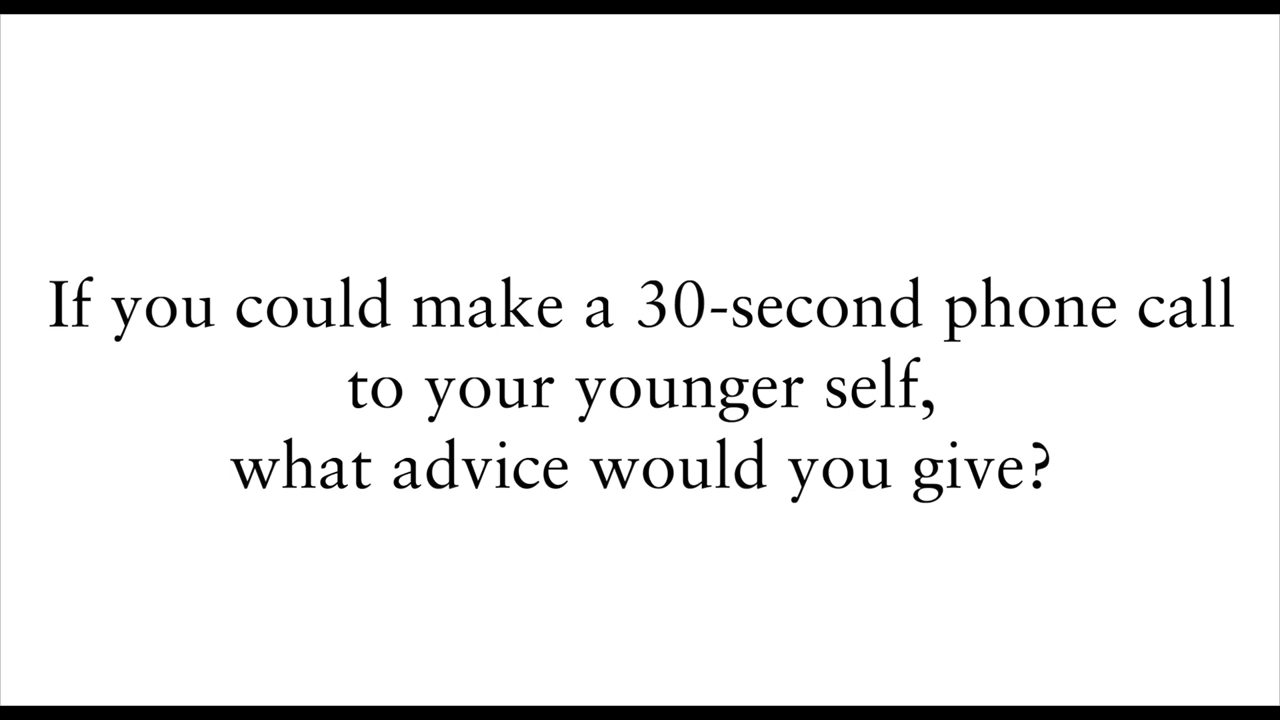 If you could make a 30-second phone call
to your younger self,
what advice would you give?